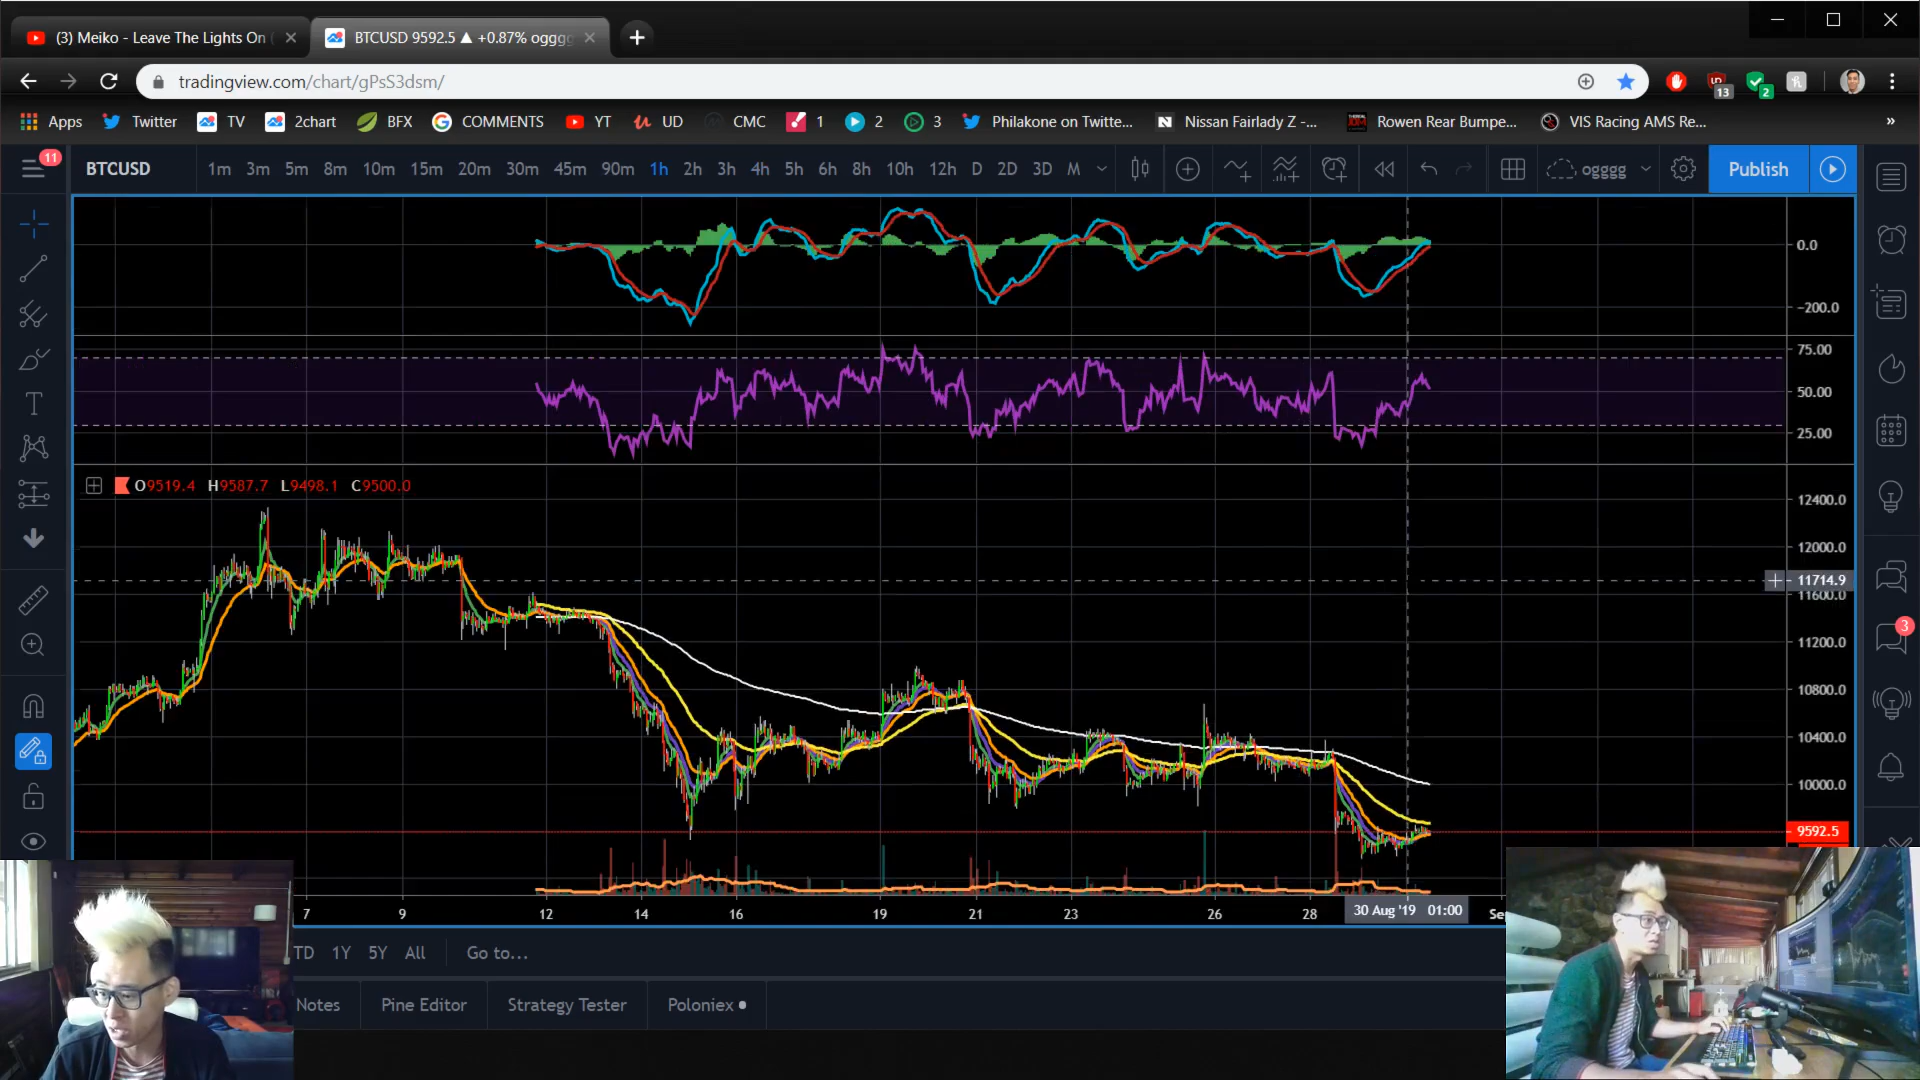 (3) Meiko - Leave The Lights On
BTCUSD 9592.5 ▲ +0.87% ogggg
tradingview.com/chart/gPsS3dsm/
13
2
Apps Twitter TV 2chart BFX COMMENTS YT UD CMC 1 2 3 Philakone on Twitte... Nissan Fairlady Z -... Rowen Rear Bumpe... VIS Racing AMS Re... »
11
BTCUSD 1m 3m 5m 8m 10m 15m 20m 30m 45m 90m 1h 2h 3h 4h 5h 6h 8h 10h 12h D 2D 3D M ogggg Publish
0.0
-200.0
75.00
50.00
25.00
O9519.4 H9587.7 L9498.1 C9500.0
12400.0
12000.0
11714.9
11600.0
11200.0
10800.0
10400.0
10000.0
9592.5
3
7 9 12 14 16 19 21 23 26 28 30 Aug '19 01:00 Se
TD 1Y 5Y All Go to...
Notes Pine Editor Strategy Tester Poloniex